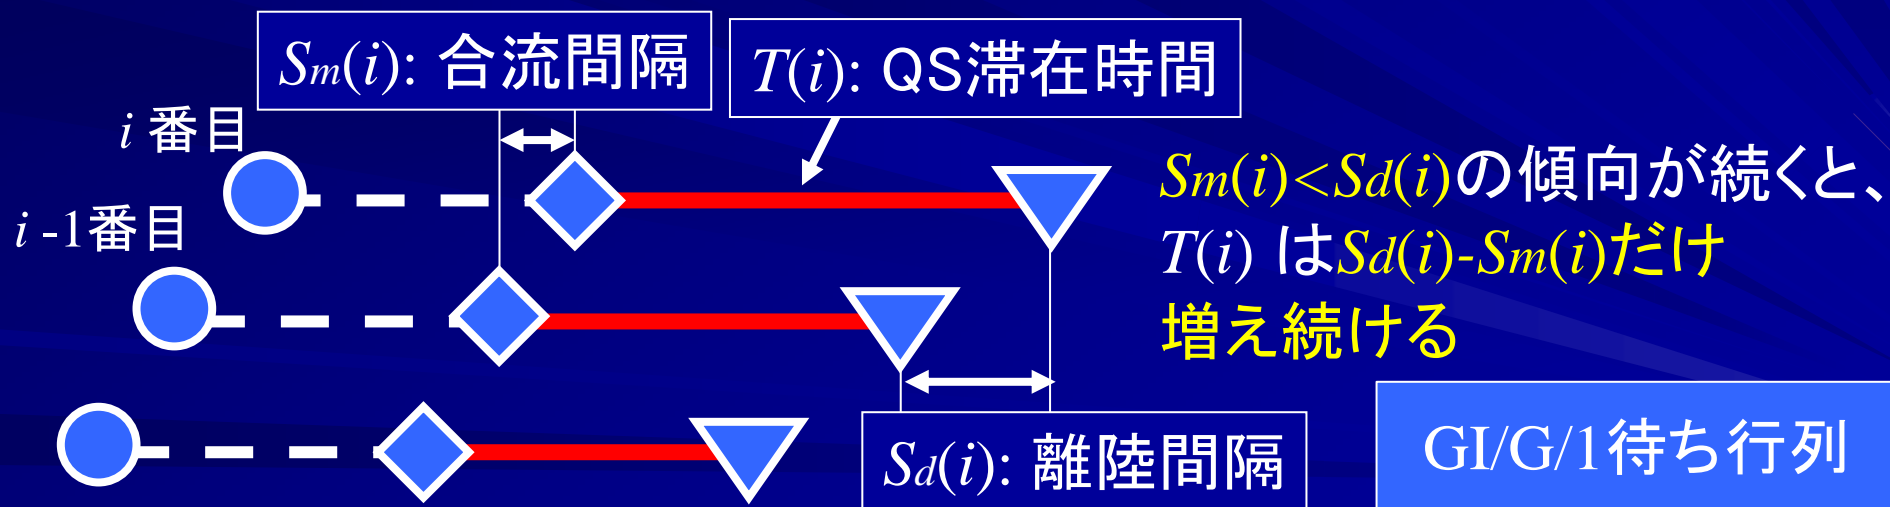 Sm(i): 合流間隔
T(i): QS滞在時間
i 番目
i -1番目
Sm(i)<Sd(i)の傾向が続くと、
T(i) はSd(i)-Sm(i)だけ
増え続ける
Sd(i): 離陸間隔
GI/G/1待ち行列